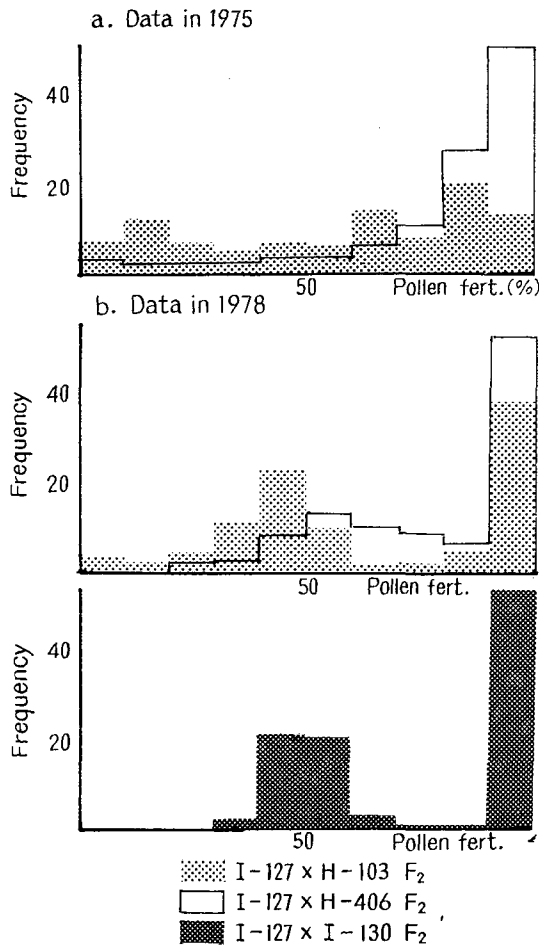 a. Data in 1975
Frequency
40
20
50
Pollen fert.(%)
b. Data in 1978
Frequency
40
20
50
Pollen fert.
Frequency
40
20
50
Pollen fert.
I-127 x H-103 F₂
I-127 x H-406 F₂
I-127 x I-130 F₂